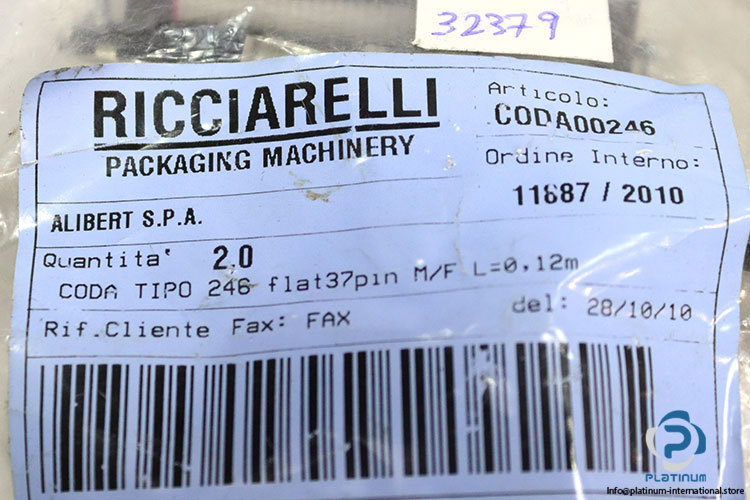 32379
RICCIARELLI
PACKAGING MACHINERY
Articolo:
CODA00246
Ordine Interno:
11687 / 2010
ALIBERT S.P.A.
Quantita' 2.0
CODA TIPO 246 flat37pin M/F L=0,12m
Rif.Cliente Fax: FAX del: 28/10/10
PLATINUM
Info@platinum-international.store